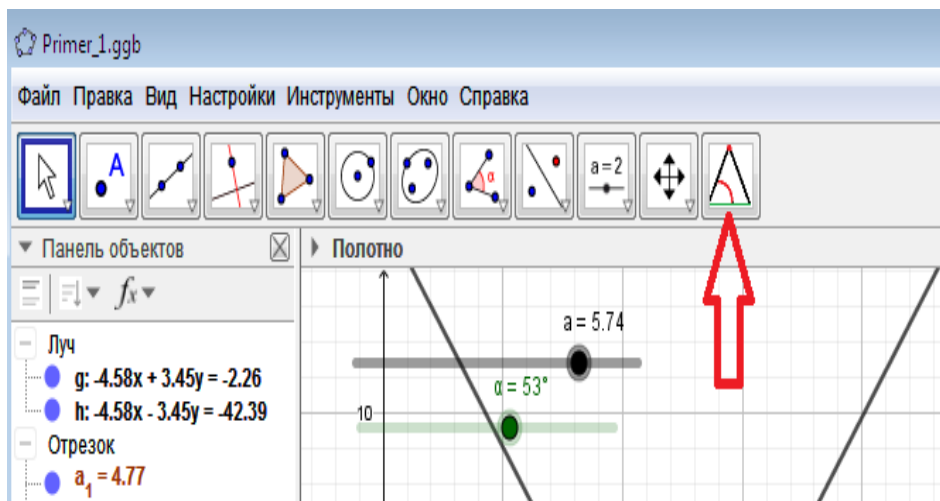 Primer_1.ggb
Файл Правка Вид Настройки Инструменты Окно Справка
A
α
a = 2
Панель объектов
Полотно
fx
Луч
g: -4.58x + 3.45y = -2.26
h: -4.58x - 3.45y = -42.39
Отрезок
a₁ = 4.77
a = 5.74
α = 53°
10